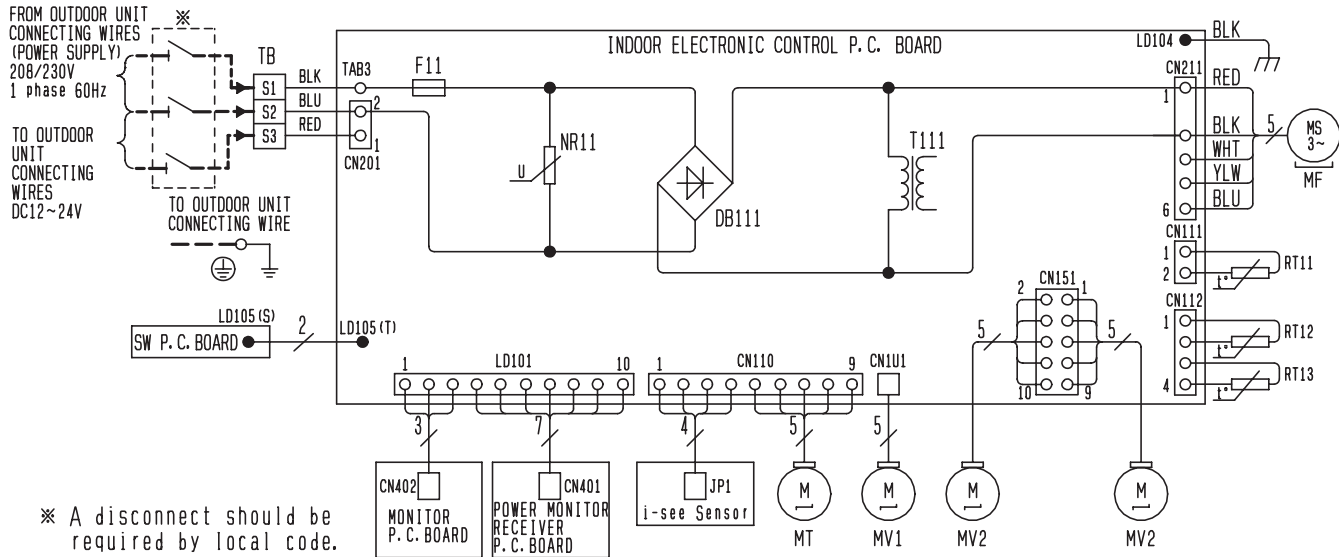 FROM OUTDOOR UNIT
CONNECTING WIRES
(POWER SUPPLY)
208/230V
1 phase 60Hz
※
TO OUTDOOR
UNIT
CONNECTING
WIRES
DC12~24V
TB
S1
S2
S3
BLK
BLU
RED
TAB3
2
1
CN201
TO OUTDOOR UNIT
CONNECTING WIRE
INDOOR ELECTRONIC CONTROL P.C. BOARD
F11
NR11
U
DB111
T111
LD104
BLK
CN211
1
6
RED
BLK
WHT
YLW
BLU
5
MS
3~
MF
CN111
1
2
t°
RT11
CN112
1
4
t°
RT12
t°
RT13
LD105(S)
SW P.C. BOARD
2
LD105(T)
1
LD101
10
3
7
1
CN110
9
4
5
CN1U1
5
CN151
2
1
10
9
5
5
CN402
MONITOR
P.C. BOARD
CN401
POWER MONITOR
RECEIVER
P.C. BOARD
JP1
i-see Sensor
M
MT
M
MV1
M
MV2
M
MV2
※ A disconnect should be
required by local code.